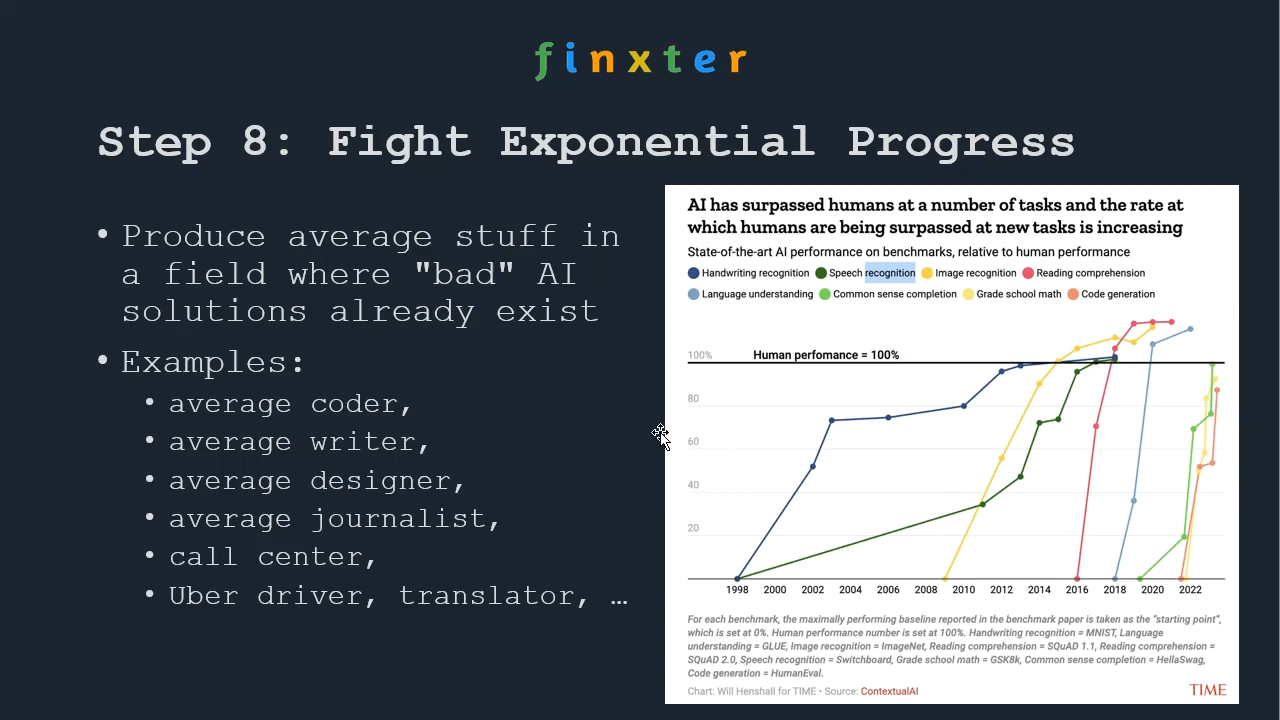 finxter
Step 8: Fight Exponential Progress
• Produce average stuff in
a field where "bad" AI
solutions already exist
• Examples:
• average coder,
• average writer,
• average designer,
• average journalist,
• call center,
• Uber driver, translator, …
AI has surpassed humans at a number of tasks and the rate at
which humans are being surpassed at new tasks is increasing
State-of-the-art AI performance on benchmarks, relative to human performance
Handwriting recognition Speech recognition Image recognition Reading comprehension
Language understanding Common sense completion Grade school math Code generation
100% Human perfomance = 100%
80
60
40
20
1998 2000 2002 2004 2006 2008 2010 2012 2014 2016 2018 2020 2022
For each benchmark, the maximally performing baseline reported in the benchmark paper is taken as the "starting point",
which is set at 0%. Human performance number is set at 100%. Handwriting recognition = MNIST, Language
understanding = GLUE, Image recognition = ImageNet, Reading comprehension = SQuAD 1.1, Reading comprehension =
SQuAD 2.0, Speech recognition = Switchboard, Grade school math = GSK8k, Common sense completion = HellaSwag,
Code generation = HumanEval.
Chart: Will Henshall for TIME • Source: ContextualAI
TIME